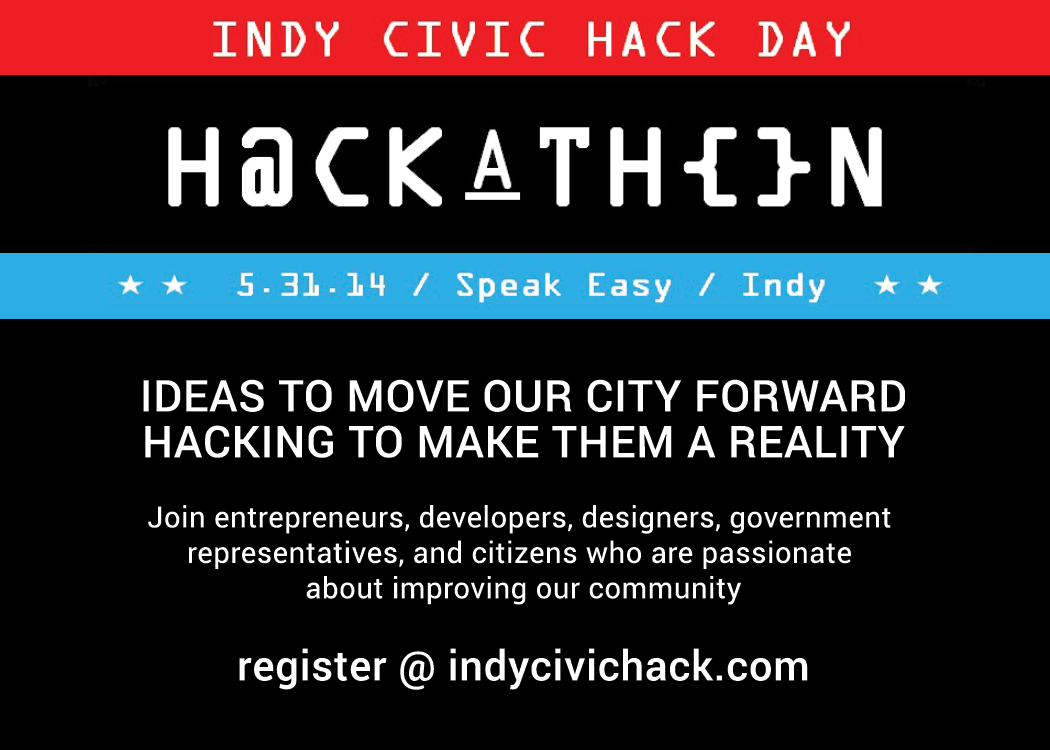 INDY CIVIC HACK DAY
H@CKATH{}N
★ ★ 5.31.14 / Speak Easy / Indy ★ ★
IDEAS TO MOVE OUR CITY FORWARD
HACKING TO MAKE THEM A REALITY
Join entrepreneurs, developers, designers, government
representatives, and citizens who are passionate
about improving our community
register @ indycivichack.com